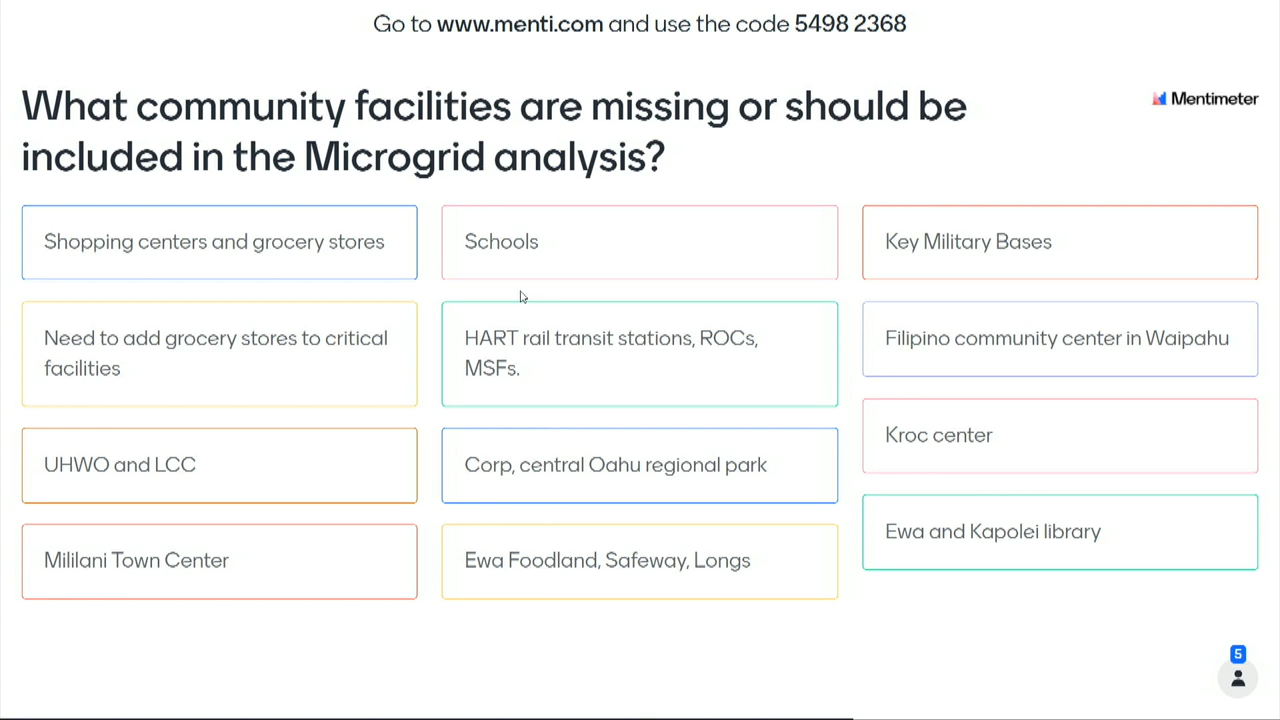 Go to www.menti.com and use the code 5498 2368
What community facilities are missing or should be
included in the Microgrid analysis?
Mentimeter
Shopping centers and grocery stores
Need to add grocery stores to critical
facilities
UHWO and LCC
Mililani Town Center
Schools
HART rail transit stations, ROCs,
MSFs.
Corp, central Oahu regional park
Ewa Foodland, Safeway, Longs
Key Military Bases
Filipino community center in Waipahu
Kroc center
Ewa and Kapolei library
5